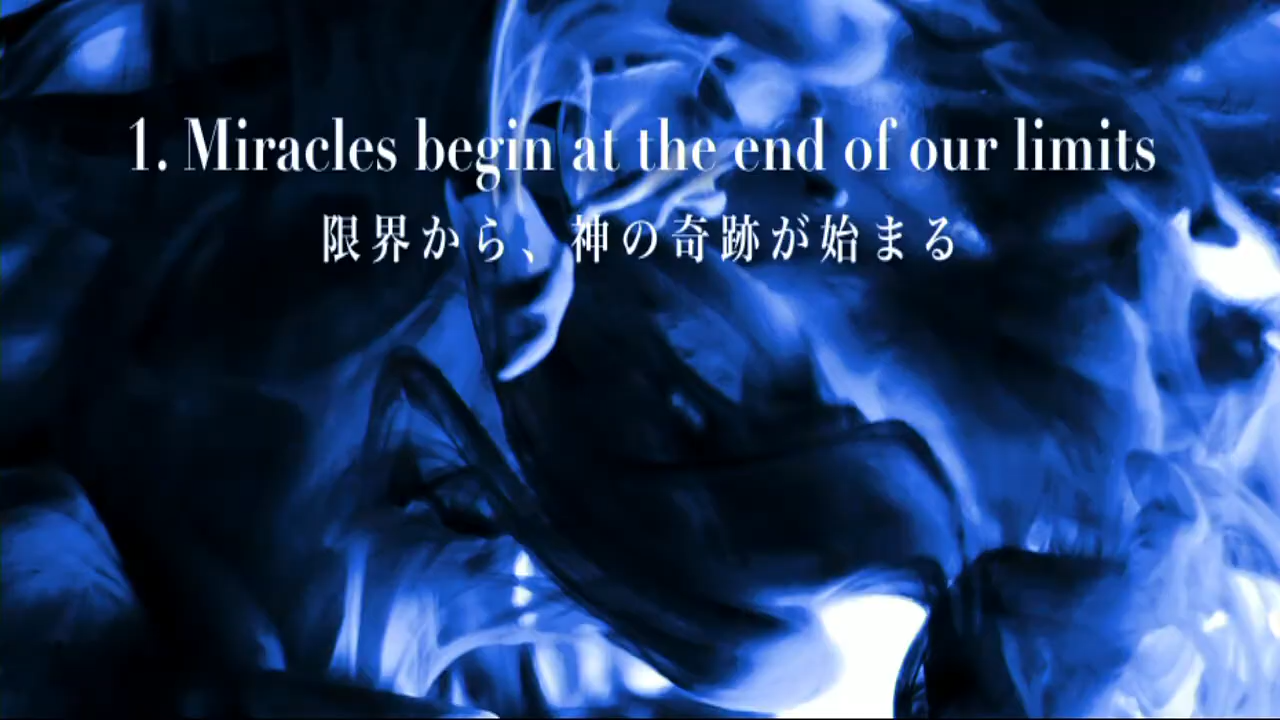 1. Miracles begin at the end of our limits
限界から、神の奇跡が始まる